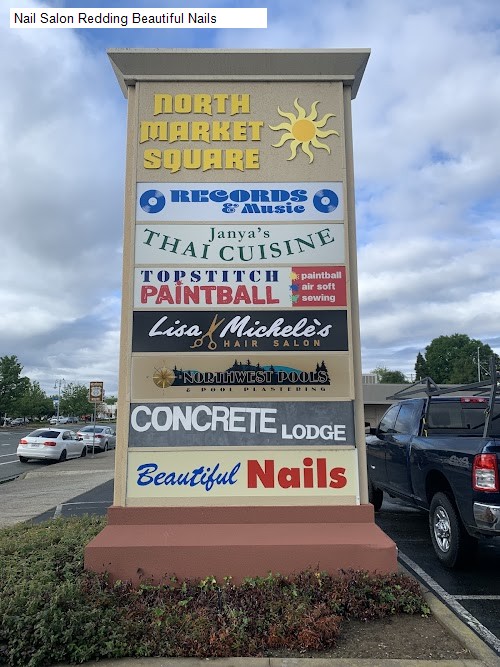 Nail Salon Redding Beautiful Nails
NORTH
MARKET
SQUARE
RECORDS
& Music
Janya's
THAI CUISINE
TOPSTITCH
PAINTBALL
paintball
air soft
sewing
Lisa Michele's
HAIR SALON
NORTHWEST POOLS
& POOL PLASTERING
CONCRETE LODGE
Beautiful Nails